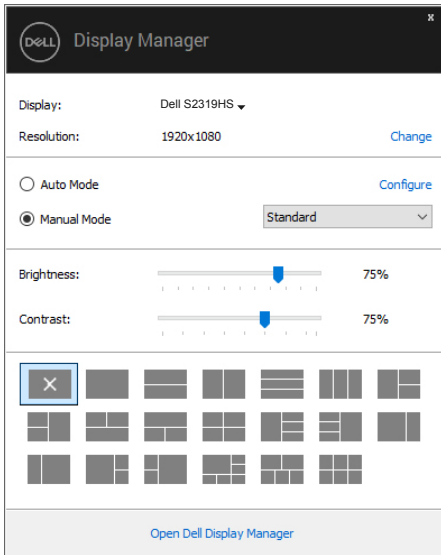 x
DELL Display Manager
Display: Dell S2319HS
Resolution: 1920x1080 Change
Auto Mode Configure
Manual Mode Standard
Brightness: 75%
Contrast: 75%
Open Dell Display Manager